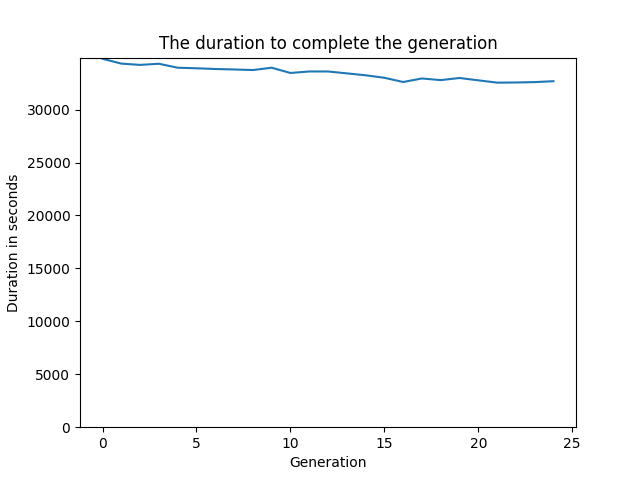 The duration to complete the generation
Duration in seconds
30000
25000
20000
15000
10000
5000
0
0 5 10 15 20 25
Generation